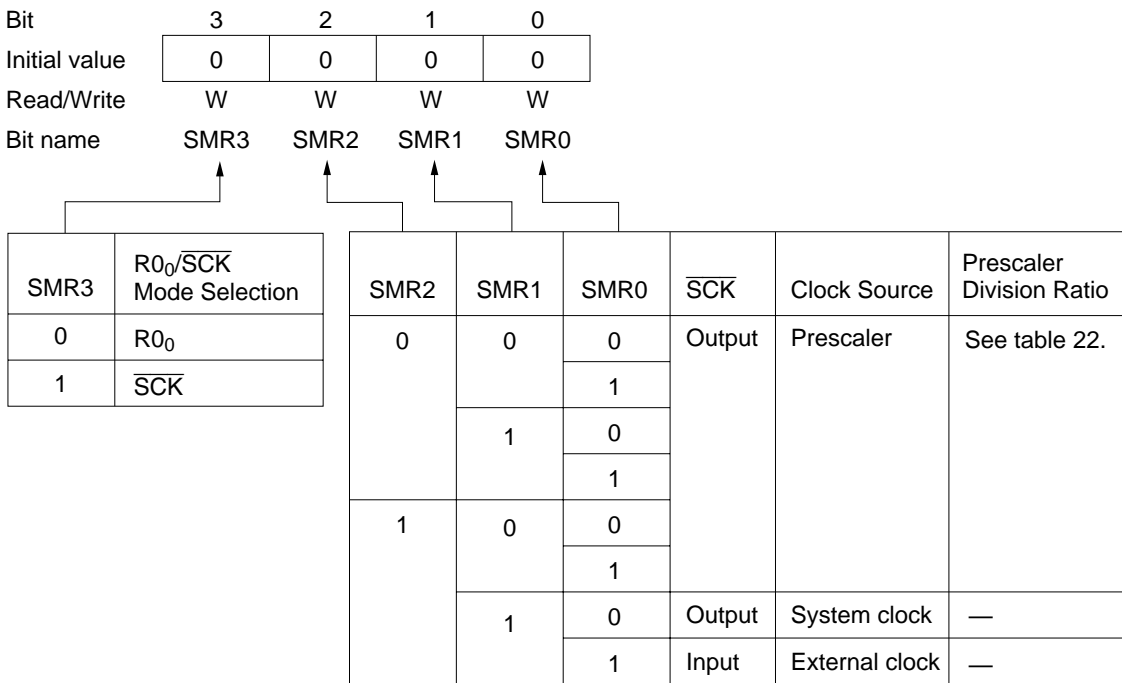 Bit 3 2 1 0
Initial value 0 0 0 0
Read/Write W W W W
Bit name SMR3 SMR2 SMR1 SMR0
SMR3 R0₀/S̅C̅K̅ Mode Selection
0 R0₀
1 S̅C̅K̅
SMR2 SMR1 SMR0 S̅C̅K̅ Clock Source Prescaler Division Ratio
0 0 0 Output Prescaler See table 22.
1
1 0
1
1 0 0
1
1 0 Output System clock —
1 Input External clock —